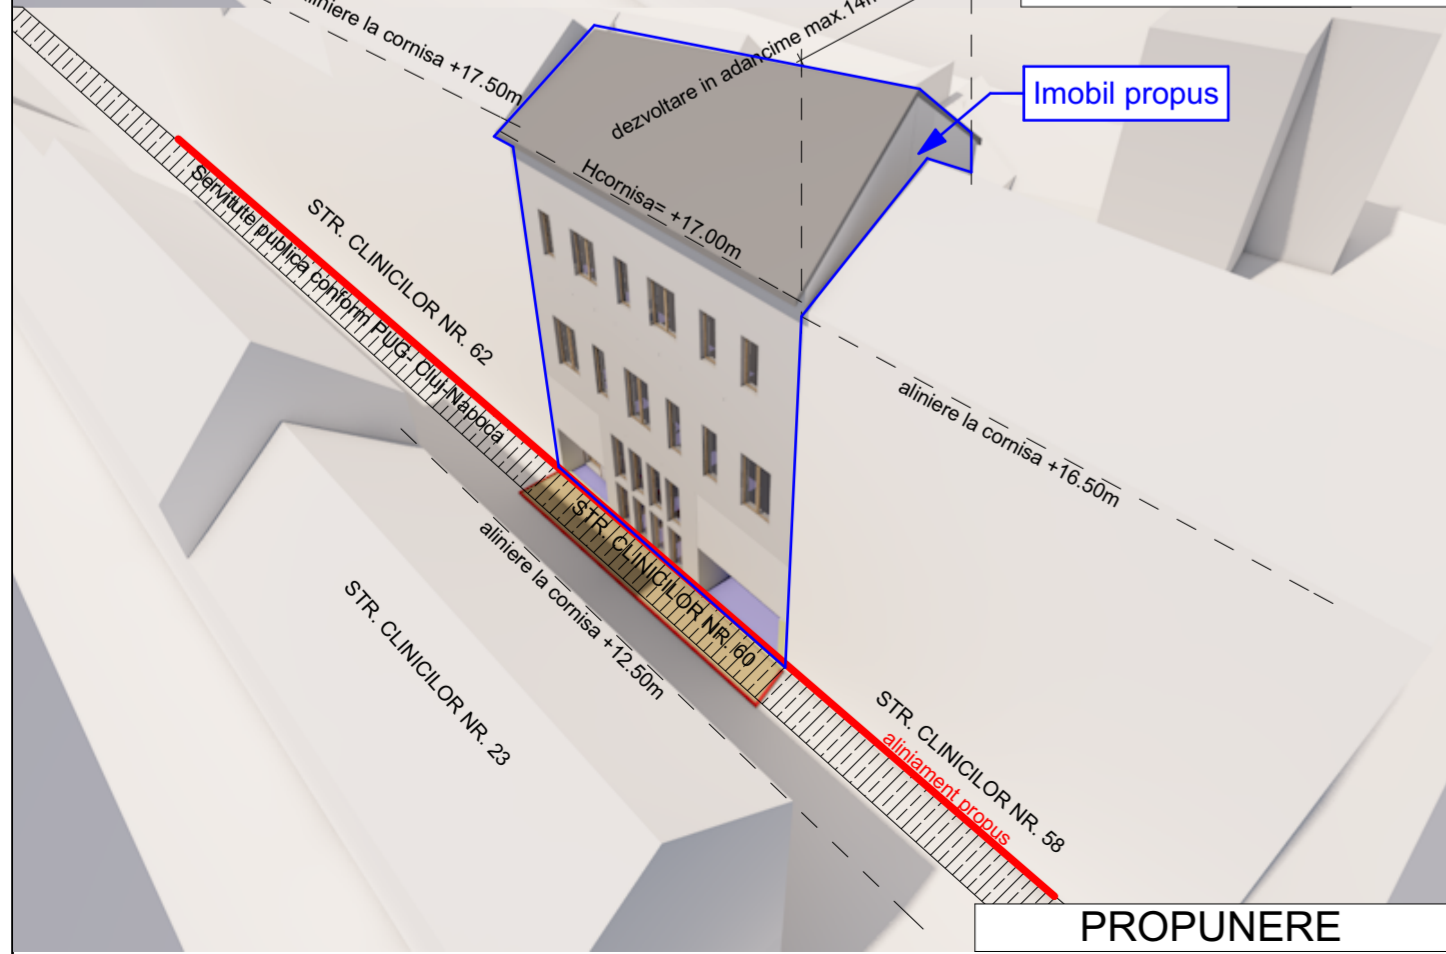 aliniere la cornisa +17.50m
dezvoltare in adancime max.14m
Imobil propus
Hcornisa= +17.00m
STR. CLINICILOR NR. 62
Servitute publica conform PUG- Cluj-Napoca
aliniere la cornisa +16.50m
STR. CLINICILOR NR. 60
aliniere la cornisa +12.50m
STR. CLINICILOR NR. 23
STR. CLINICILOR NR. 58
aliniament propus
PROPUNERE